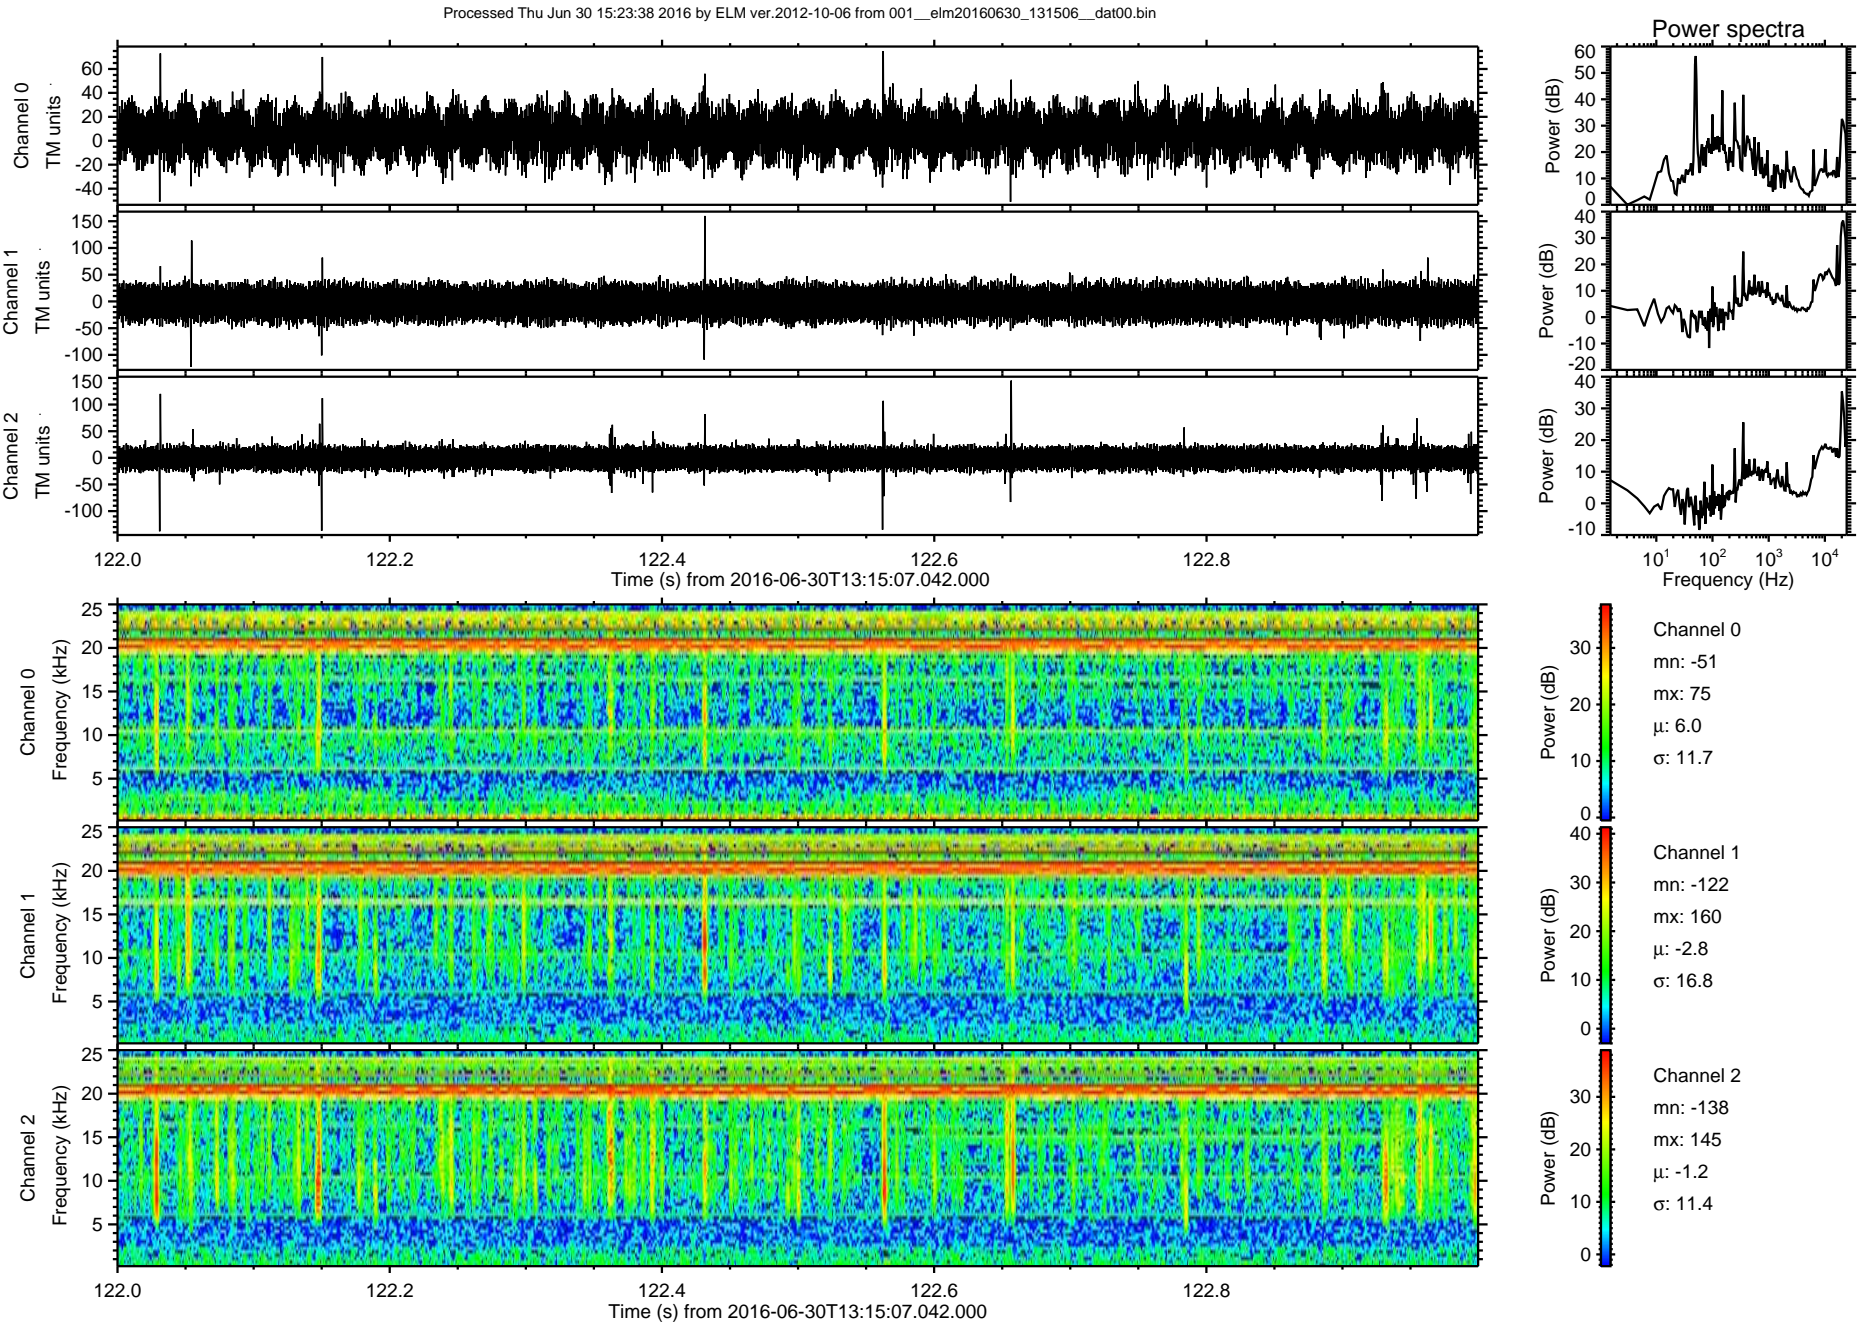 Processed Thu Jun 30 15:23:38 2016 by ELM ver.2012-10-06 from 001__elm20160630_131506__dat00.bin
Power spectra
Channel 0
TM units
60
40
20
0
-20
-40
Power (dB)
60
50
40
30
20
10
0
Channel 1
TM units
150
100
50
0
-50
-100
Power (dB)
40
30
20
10
0
-10
-20
Channel 2
TM units
150
100
50
0
-50
-100
Power (dB)
40
30
20
10
0
-10
122.0 122.2 122.4 122.6 122.8
Time (s) from 2016-06-30T13:15:07.042.000
10^1 10^2 10^3 10^4
Frequency (Hz)
Channel 0
Frequency (kHz)
25
20
15
10
5
Power (dB)
30
20
10
0
Channel 0
mn: -51
mx: 75
μ: 6.0
σ: 11.7
Channel 1
Frequency (kHz)
25
20
15
10
5
Power (dB)
40
30
20
10
0
Channel 1
mn: -122
mx: 160
μ: -2.8
σ: 16.8
Channel 2
Frequency (kHz)
25
20
15
10
5
Power (dB)
30
20
10
0
Channel 2
mn: -138
mx: 145
μ: -1.2
σ: 11.4
122.0 122.2 122.4 122.6 122.8
Time (s) from 2016-06-30T13:15:07.042.000